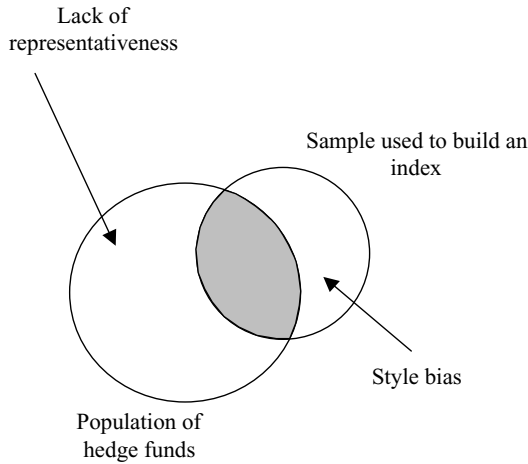 Lack of
representativeness
Sample used to build an
index
Style bias
Population of
hedge funds